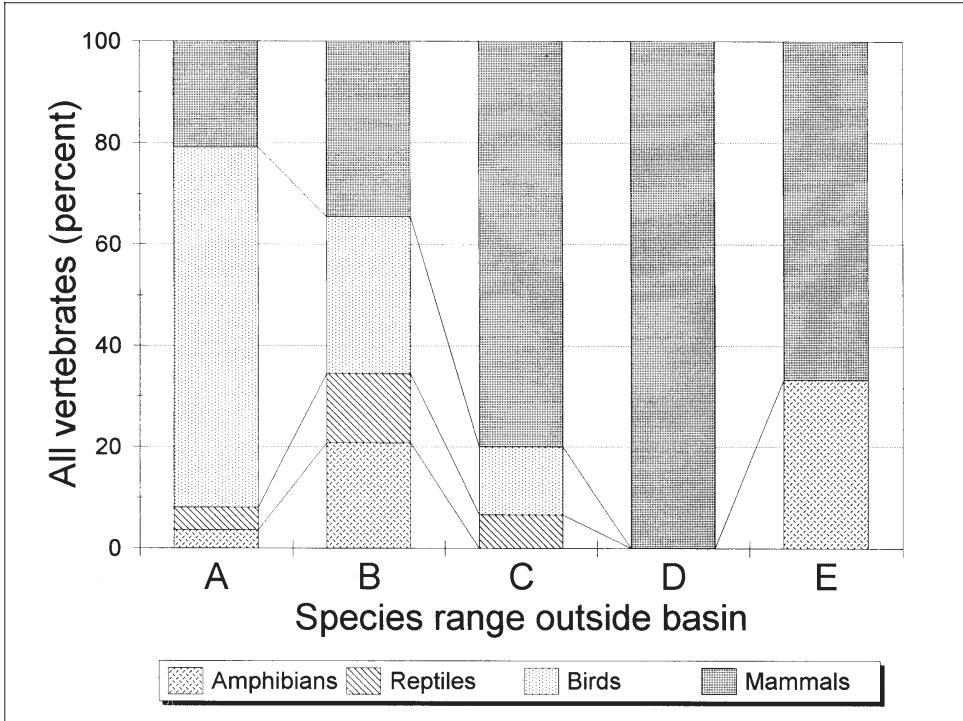 All vertebrates (percent)
100
80
60
40
20
0
A B C D E
Species range outside basin
Amphibians Reptiles Birds Mammals